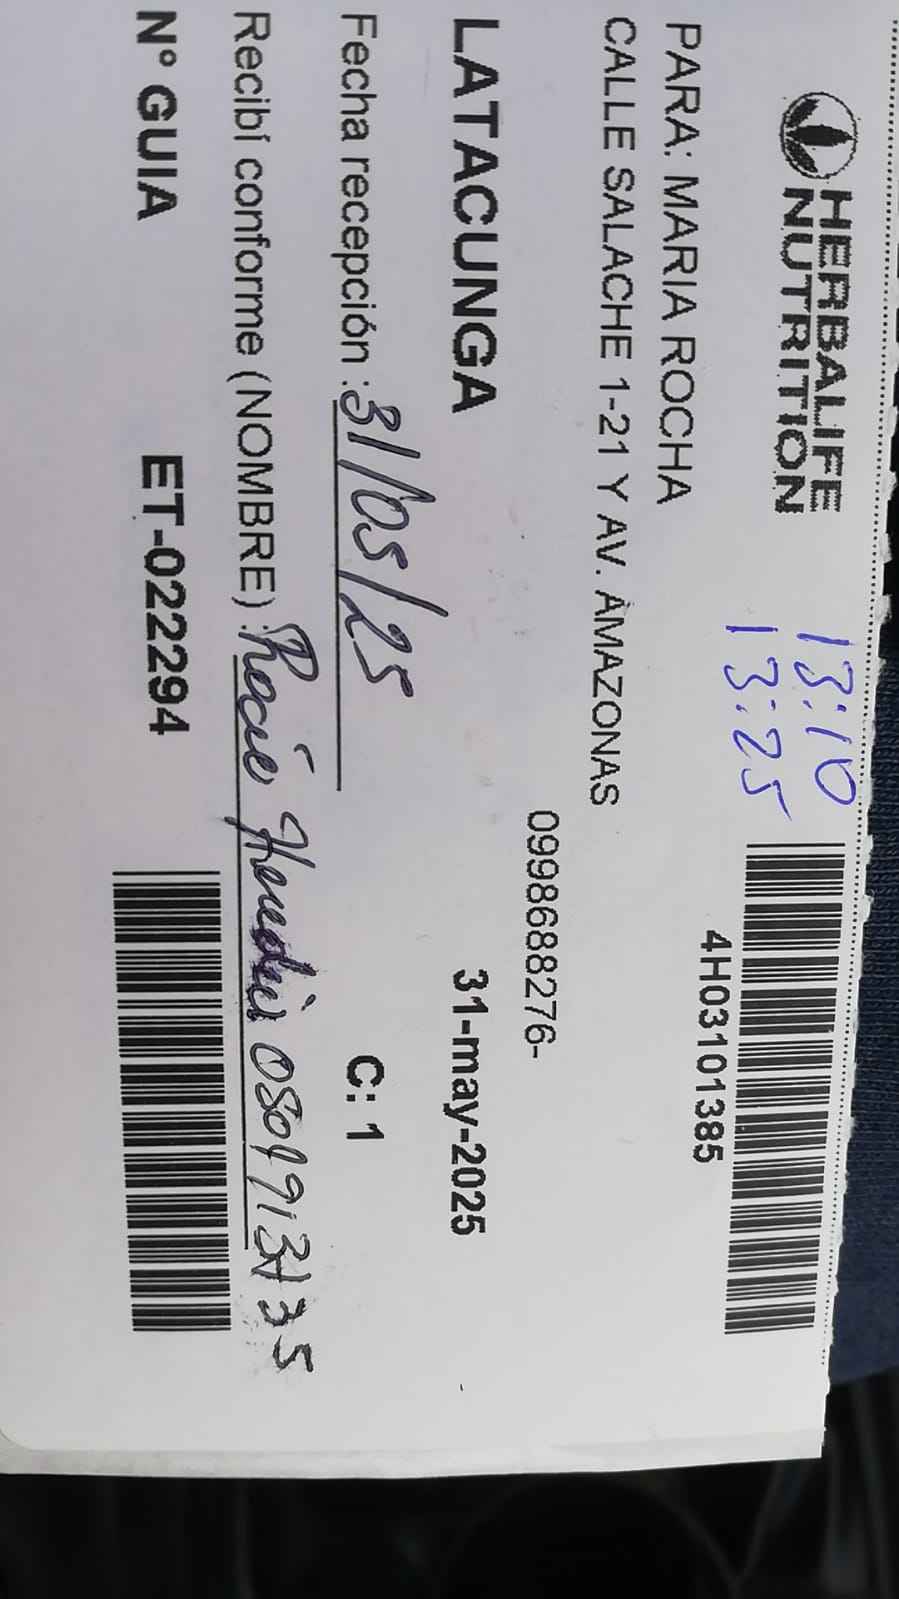 HERBALIFE
NUTRITION
13:10
13:25
4H03101385
PARA: MARIA ROCHA
CALLE SALACHE 1-21 Y AV. AMAZONAS
0998688276-
LATACUNGA
31-may-2025
Fecha recepción : 31/05/25
C: 1
Recibí conforme (NOMBRE) : Rocío
N° GUIA
ET-022294